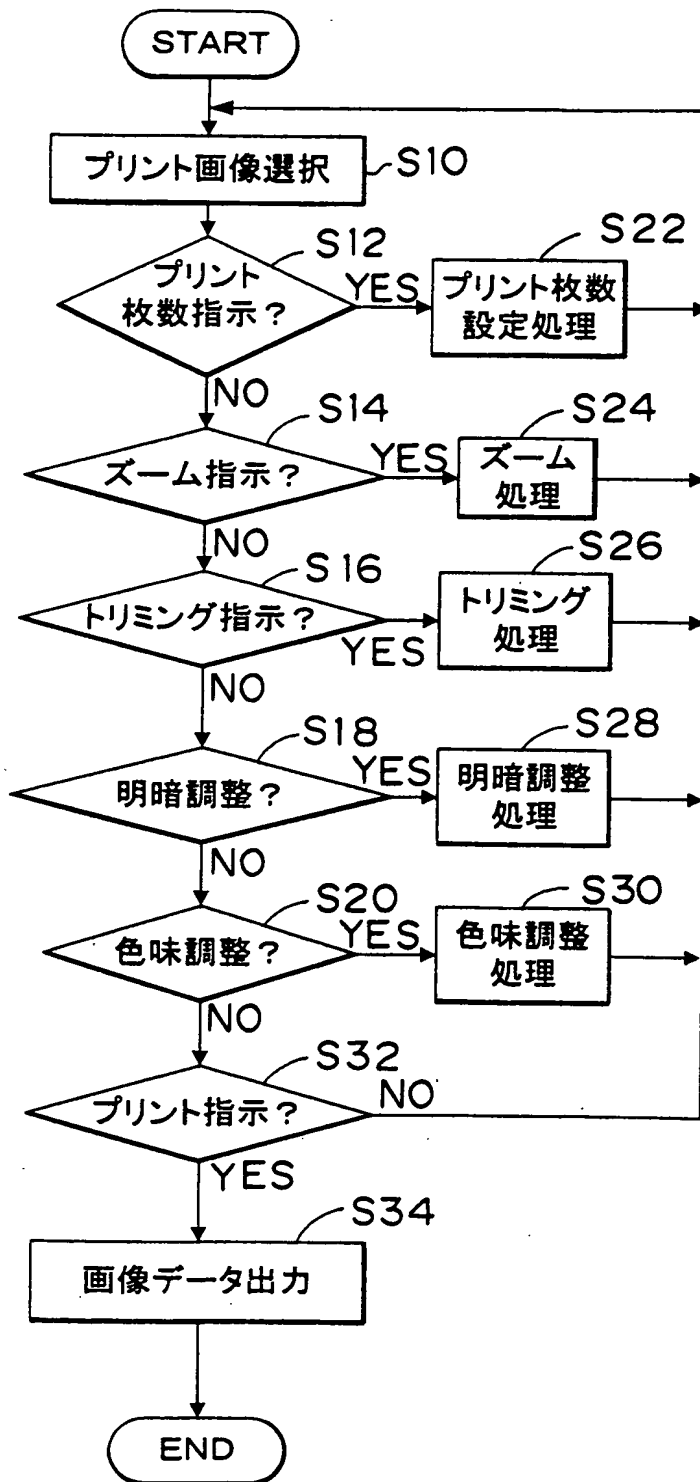 START
プリント画像選択
S10
プリント
枚数指示?
S12
YES
プリント枚数
設定処理
S22
NO
ズーム指示?
S14
YES
ズーム
処理
S24
NO
トリミング指示?
S16
YES
トリミング
処理
S26
NO
明暗調整?
S18
YES
明暗調整
処理
S28
NO
色味調整?
S20
YES
色味調整
処理
S30
NO
プリント指示?
S32
NO
YES
画像データ出力
S34
END